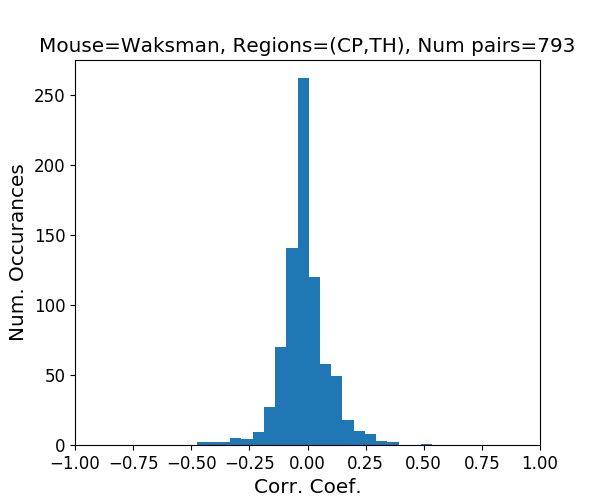 Mouse=Waksman, Regions=(CP,TH), Num pairs=793
Num. Occurances
250
200
150
100
50
0
−1.00 −0.75 −0.50 −0.25 0.00 0.25 0.50 0.75 1.00
Corr. Coef.